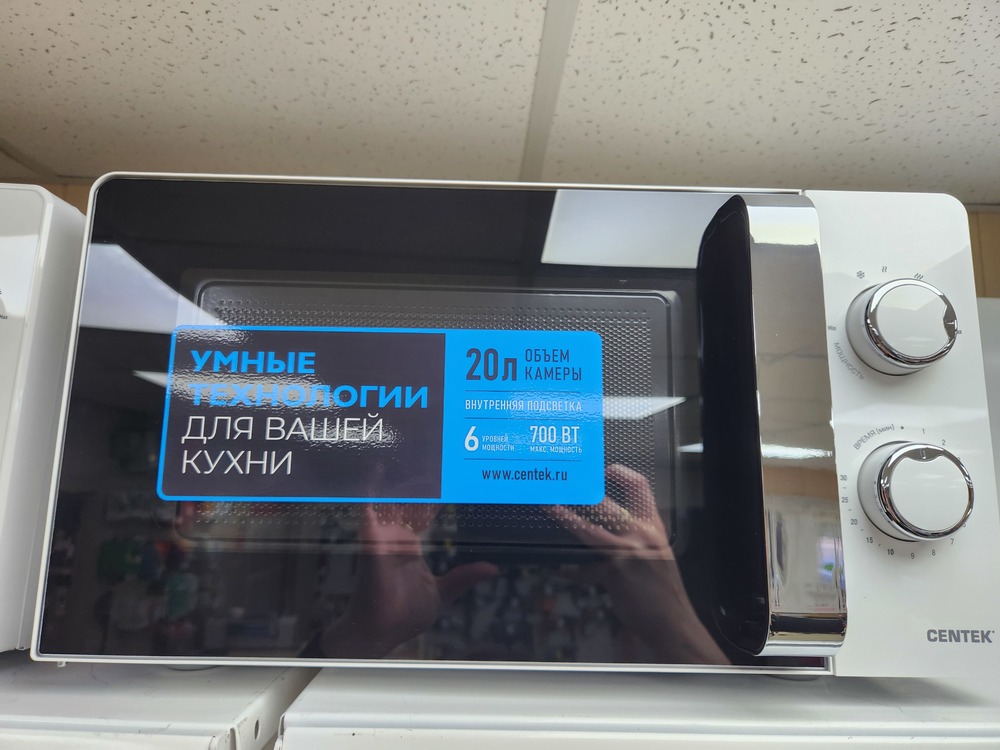 УМНЫЕ
ТЕХНОЛОГИИ
ДЛЯ ВАШЕЙ
КУХНИ
20л ОБЪЕМ
КАМЕРЫ
ВНУТРЕННЯЯ ПОДСВЕТКА
6 УРОВНЕЙ
МОЩНОСТИ
700 ВТ
МАКС. МОЩНОСТЬ
www.centek.ru
МОЩНОСТЬ
ВРЕМЯ (МИН)
1
2
7
8
9
10
15
20
25
30
CENTEK